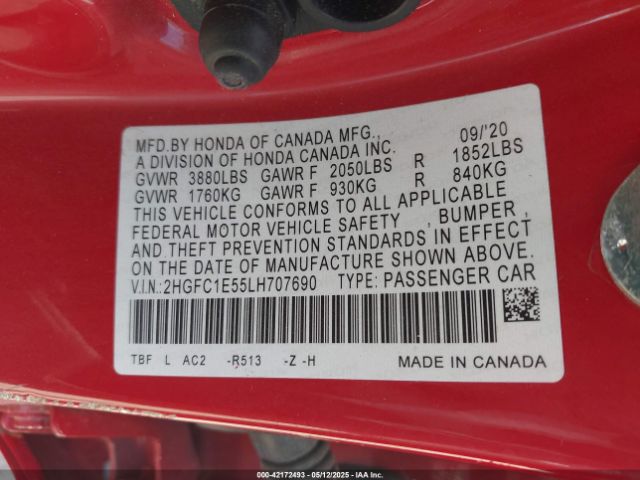 MFD.BY HONDA OF CANADA MFG., 09/'20
A DIVISION OF HONDA CANADA INC.
GVWR 3880LBS GAWR F 2050LBS R 1852LBS
GVWR 1760KG GAWR F 930KG R 840KG
THIS VEHICLE CONFORMS TO ALL APPLICABLE
FEDERAL MOTOR VEHICLE SAFETY , BUMPER ,
AND THEFT PREVENTION STANDARDS IN EFFECT
ON THE DATE OF MANUFACTURE SHOWN ABOVE.
V.I.N.:2HGFC1E55LH707690 TYPE: PASSENGER CAR
TBF L AC2 -R513 -Z -H MADE IN CANADA
000-42172493 05/12/2025 IAA Inc.